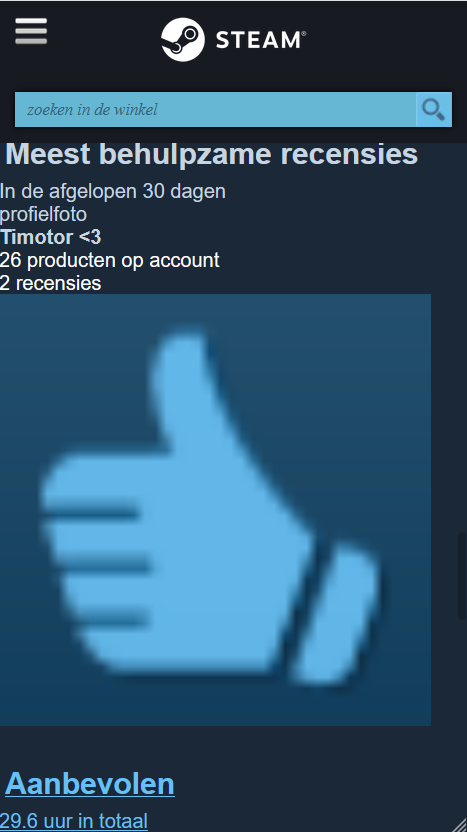 STEAM®
zoeken in de winkel
Meest behulpzame recensies
In de afgelopen 30 dagen
profielfoto
Timotor <3
26 producten op account
2 recensies
Aanbevolen
29.6 uur in totaal